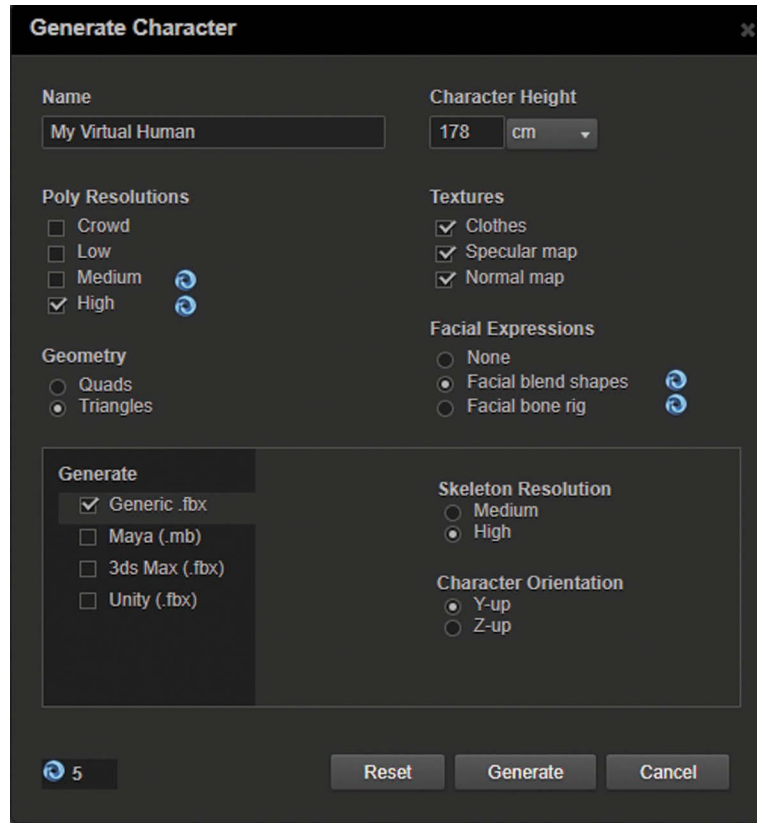 Generate Character
Name
Character Height
My Virtual Human
178 cm
Poly Resolutions
Crowd
Low
Medium
High
Textures
Clothes
Specular map
Normal map
Geometry
Quads
Triangles
Facial Expressions
None
Facial blend shapes
Facial bone rig
Generate
Generic .fbx
Maya (.mb)
3ds Max (.fbx)
Unity (.fbx)
Skeleton Resolution
Medium
High
Character Orientation
Y-up
Z-up
5
Reset
Generate
Cancel